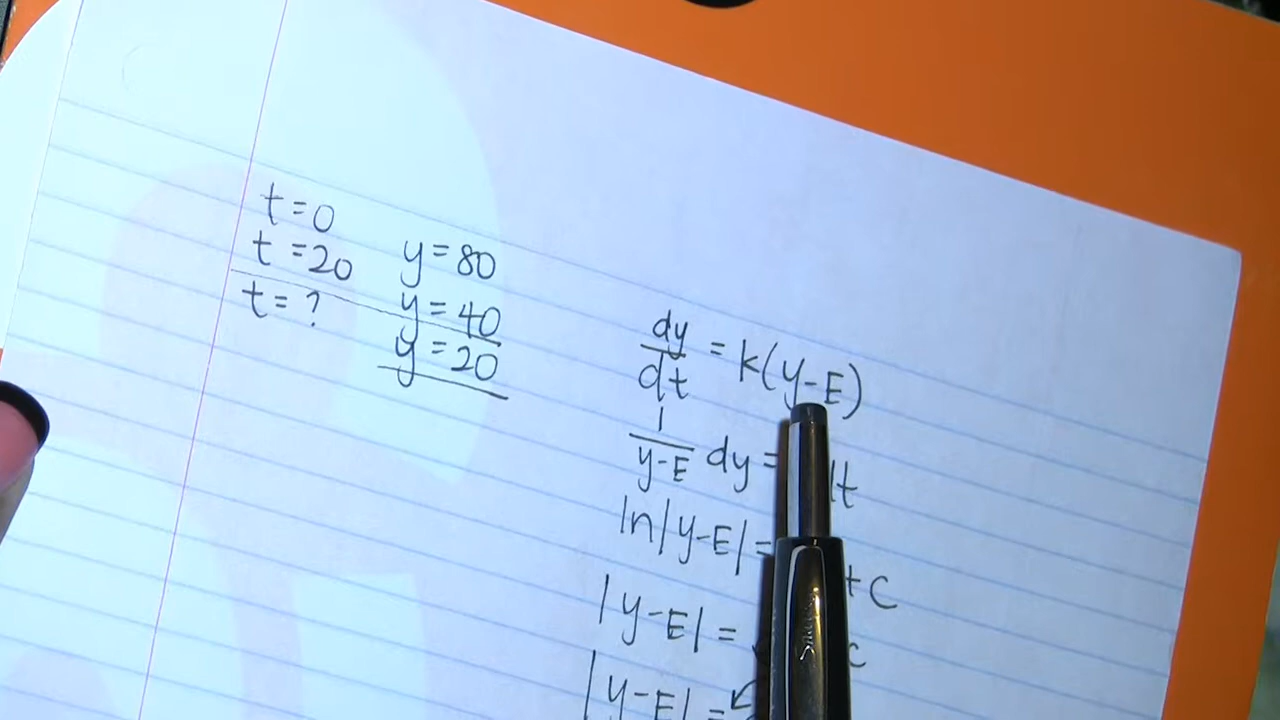 t=0 y=80
t=20 y=40
t=? y=20
dy/dt = k(y-E)
1/(y-E) dy =
ln|y-E| = +C
|y-E| = c
|y-E| =